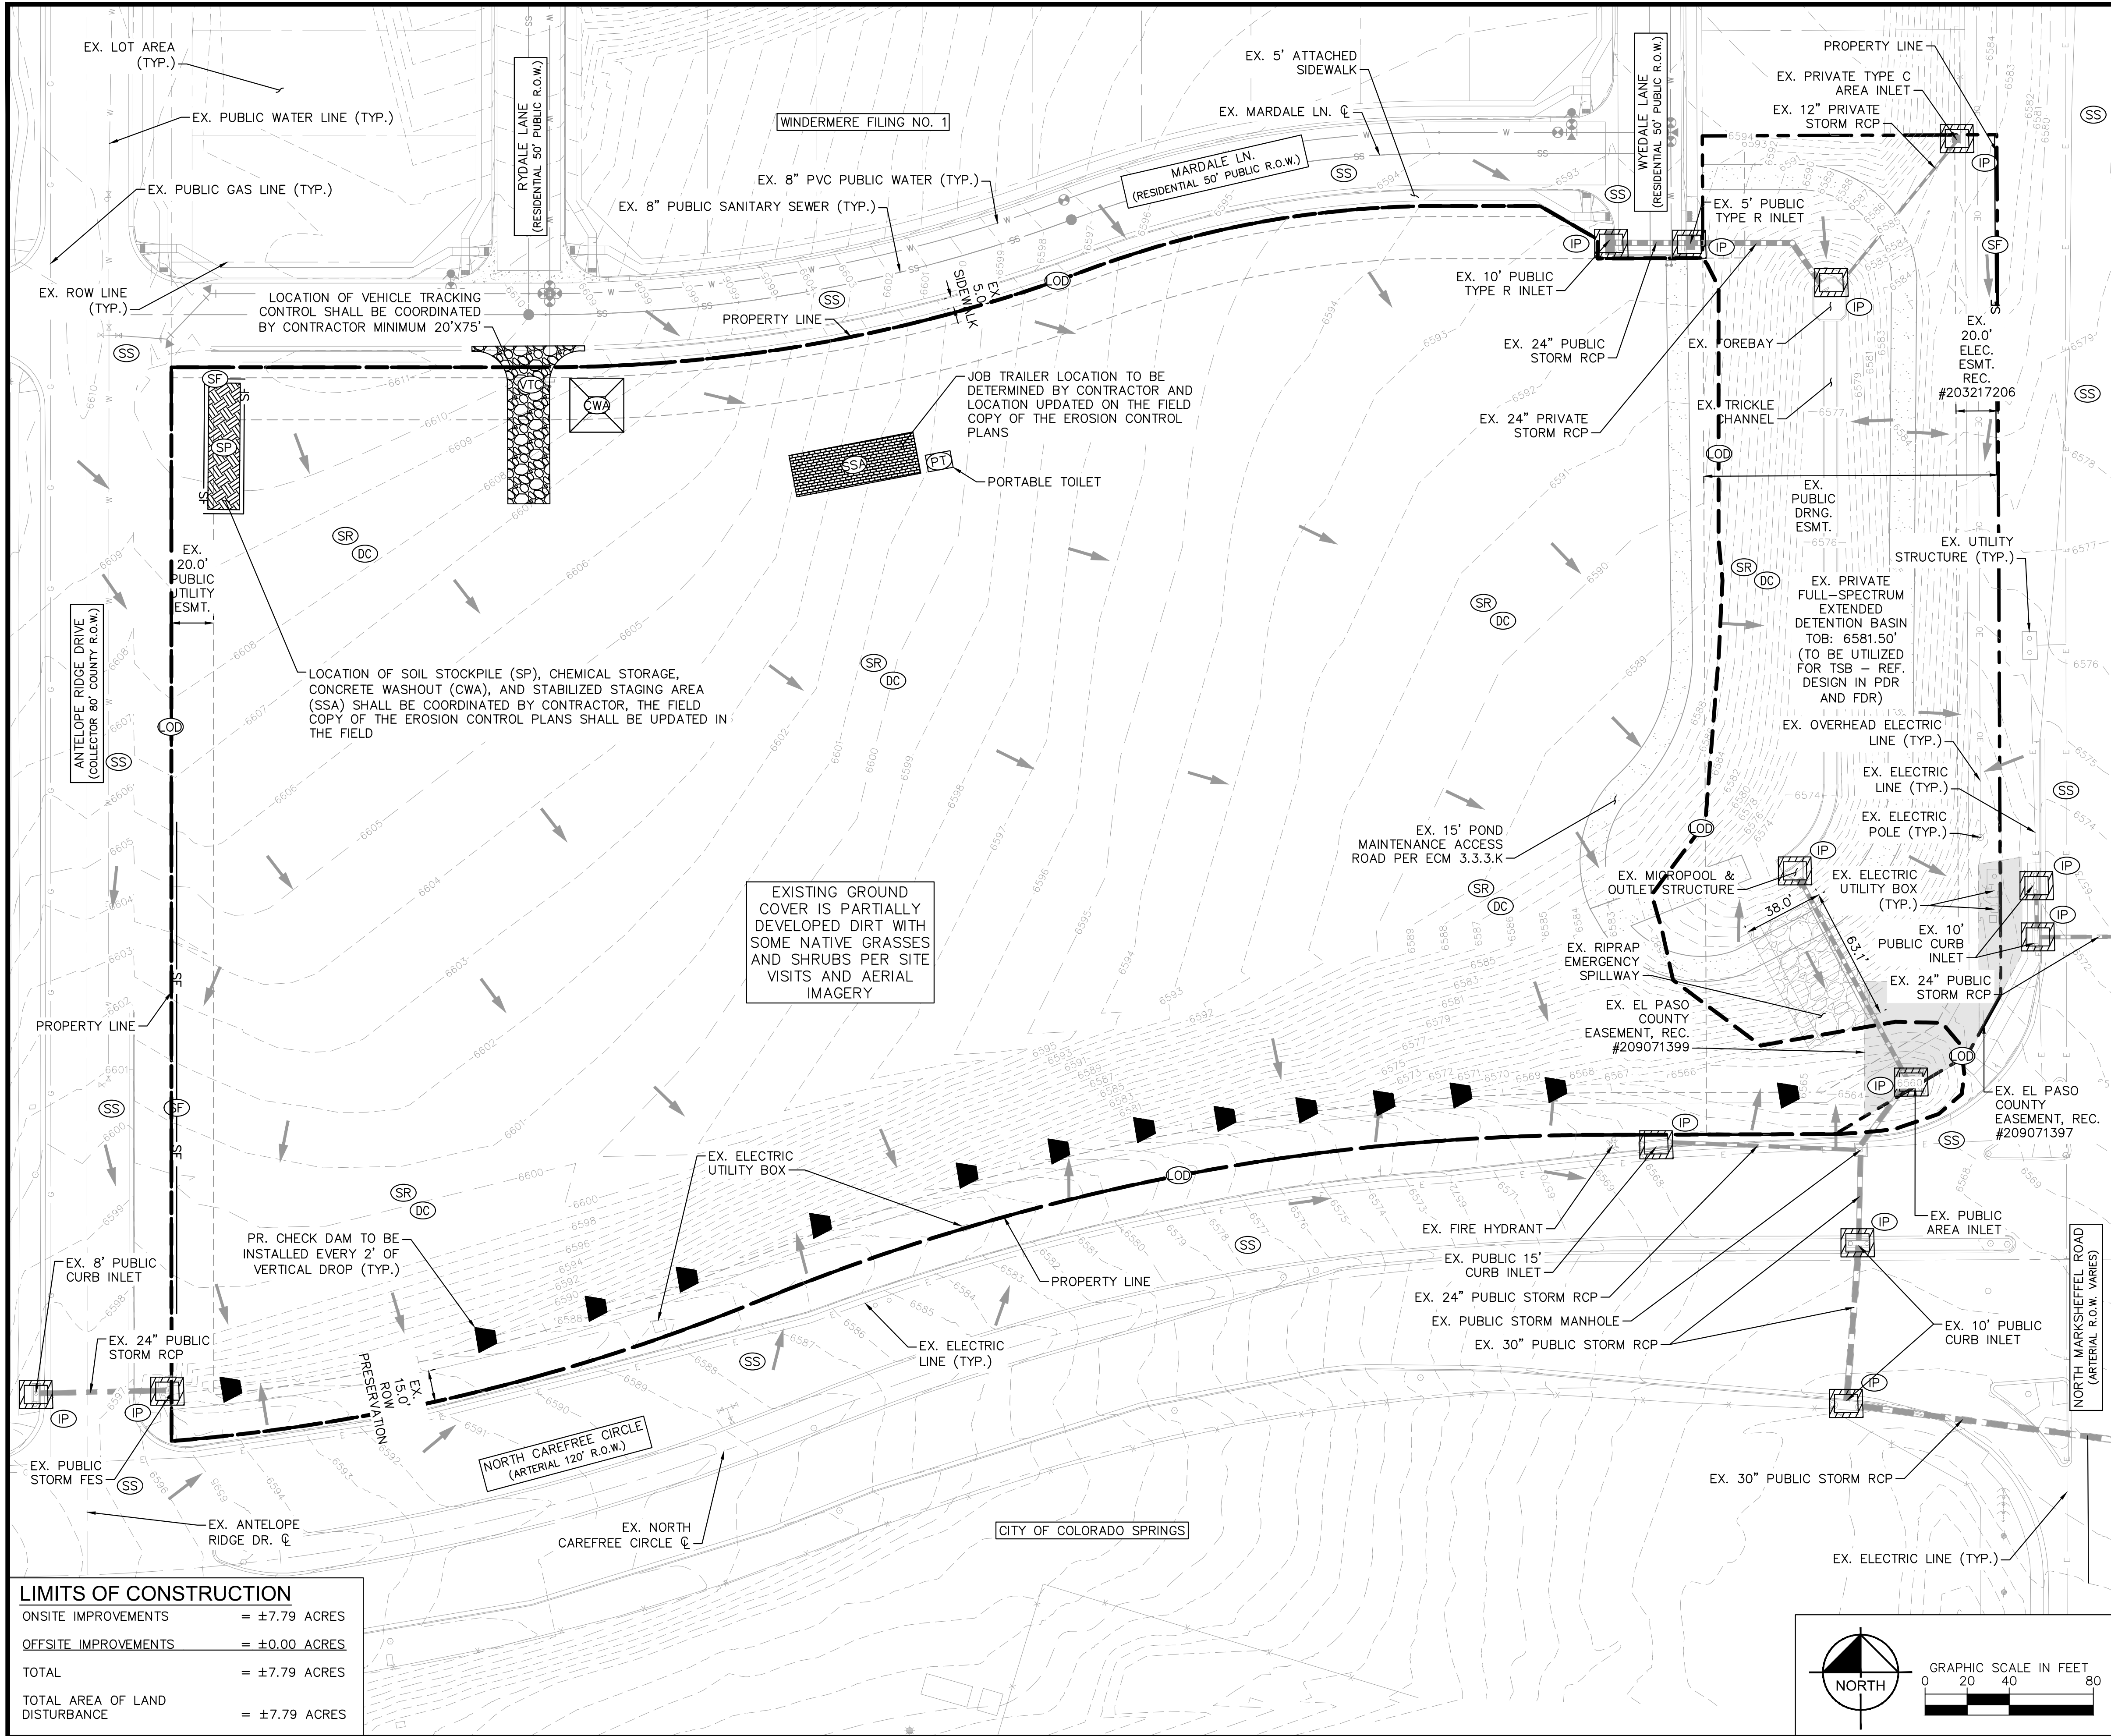 EX. LOT AREA
(TYP.)
EX. PUBLIC WATER LINE (TYP.)
EX. PUBLIC GAS LINE (TYP.)
EX. ROW LINE
(TYP.)
RYDALE LANE
(RESIDENTIAL 50' PUBLIC R.O.W.)
WINDERMERE FILING NO. 1
EX. 8" PVC PUBLIC WATER (TYP.)
EX. 8" PUBLIC SANITARY SEWER (TYP.)
EX. 5' ATTACHED
SIDEWALK
EX. MARDALE LN. ℄
MARDALE LN.
(RESIDENTIAL 50' PUBLIC R.O.W.)
WYEDALE LANE
(RESIDENTIAL 50' PUBLIC R.O.W.)
PROPERTY LINE
EX. PRIVATE TYPE C
AREA INLET
EX. 12" PRIVATE
STORM RCP
EX. 5' PUBLIC
TYPE R INLET
EX. 10' PUBLIC
TYPE R INLET
EX. 24" PUBLIC
STORM RCP
EX. FOREBAY
EX. 24" PRIVATE
STORM RCP
EX. TRICKLE
CHANNEL
EX.
20.0'
ELEC.
ESMT.
REC.
#203217206
LOCATION OF VEHICLE TRACKING
CONTROL SHALL BE COORDINATED
BY CONTRACTOR MINIMUM 20'X75'
PROPERTY LINE
EX.
5.0'
SIDEWALK
LOD
SF
SP
VTC
CWA
SSA
PT
JOB TRAILER LOCATION TO BE
DETERMINED BY CONTRACTOR AND
LOCATION UPDATED ON THE FIELD
COPY OF THE EROSION CONTROL
PLANS
PORTABLE TOILET
EX.
20.0'
PUBLIC
UTILITY
ESMT.
ANTELOPE RIDGE DRIVE
(COLLECTOR 80' COUNTY R.O.W.)
LOCATION OF SOIL STOCKPILE (SP), CHEMICAL STORAGE,
CONCRETE WASHOUT (CWA), AND STABILIZED STAGING AREA
(SSA) SHALL BE COORDINATED BY CONTRACTOR, THE FIELD
COPY OF THE EROSION CONTROL PLANS SHALL BE UPDATED IN
THE FIELD
SR
DC
SS
IP
EX.
PUBLIC
DRNG.
ESMT.
EX. UTILITY
STRUCTURE (TYP.)
EX. PRIVATE
FULL-SPECTRUM
EXTENDED
DETENTION BASIN
TOB: 6581.50'
(TO BE UTILIZED
FOR TSB - REF.
DESIGN IN PDR
AND FDR)
EX. OVERHEAD ELECTRIC
LINE (TYP.)
EX. ELECTRIC
LINE (TYP.)
EX. ELECTRIC
POLE (TYP.)
EX. 15' POND
MAINTENANCE ACCESS
ROAD PER ECM 3.3.3.K
EX. MICROPOOL &
OUTLET STRUCTURE
EX. ELECTRIC
UTILITY BOX
(TYP.)
38.0'
63.1'
EXISTING GROUND
COVER IS PARTIALLY
DEVELOPED DIRT WITH
SOME NATIVE GRASSES
AND SHRUBS PER SITE
VISITS AND AERIAL
IMAGERY
EX. RIPRAP
EMERGENCY
SPILLWAY
EX. 10'
PUBLIC CURB
INLET
EX. 24" PUBLIC
STORM RCP
EX. EL PASO
COUNTY
EASEMENT, REC.
#209071399
EX. EL PASO
COUNTY
EASEMENT, REC.
#209071397
PROPERTY LINE
EX. ELECTRIC
UTILITY BOX
PR. CHECK DAM TO BE
INSTALLED EVERY 2' OF
VERTICAL DROP (TYP.)
EX. 8' PUBLIC
CURB INLET
EX. 24" PUBLIC
STORM RCP
EX.
15.0'
ROW
PRESERVATION
PROPERTY LINE
EX. ELECTRIC
LINE (TYP.)
EX. FIRE HYDRANT
EX. PUBLIC 15'
CURB INLET
EX. 24" PUBLIC STORM RCP
EX. PUBLIC STORM MANHOLE
EX. 30" PUBLIC STORM RCP
EX. PUBLIC
AREA INLET
EX. 10' PUBLIC
CURB INLET
NORTH MARKSHEFFEL ROAD
(ARTERIAL R.O.W. VARIES)
EX. PUBLIC
STORM FES
NORTH CAREFREE CIRCLE
(ARTERIAL 120' R.O.W.)
EX. ANTELOPE
RIDGE DR. ℄
EX. NORTH
CAREFREE CIRCLE ℄
CITY OF COLORADO SPRINGS
EX. 30" PUBLIC STORM RCP
EX. ELECTRIC LINE (TYP.)
LIMITS OF CONSTRUCTION
ONSITE IMPROVEMENTS = ±7.79 ACRES
OFFSITE IMPROVEMENTS = ±0.00 ACRES
TOTAL = ±7.79 ACRES
TOTAL AREA OF LAND
DISTURBANCE = ±7.79 ACRES
NORTH
GRAPHIC SCALE IN FEET
0 20 40 80